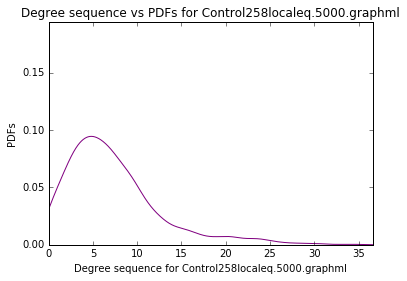 Degree sequence vs PDFs for Control258localeq.5000.graphml
0.15
0.10
0.05
0.00
PDFs
0 5 10 15 20 25 30 35
Degree sequence for Control258localeq.5000.graphml